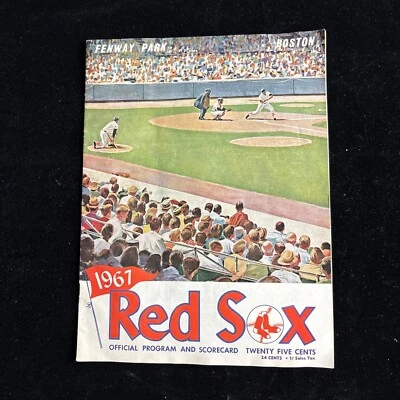 FENWAY PARK BOSTON
1967
Red Sox
OFFICIAL PROGRAM AND SCORECARD TWENTY FIVE CENTS
24 CENTS + 1¢ Sales Tax